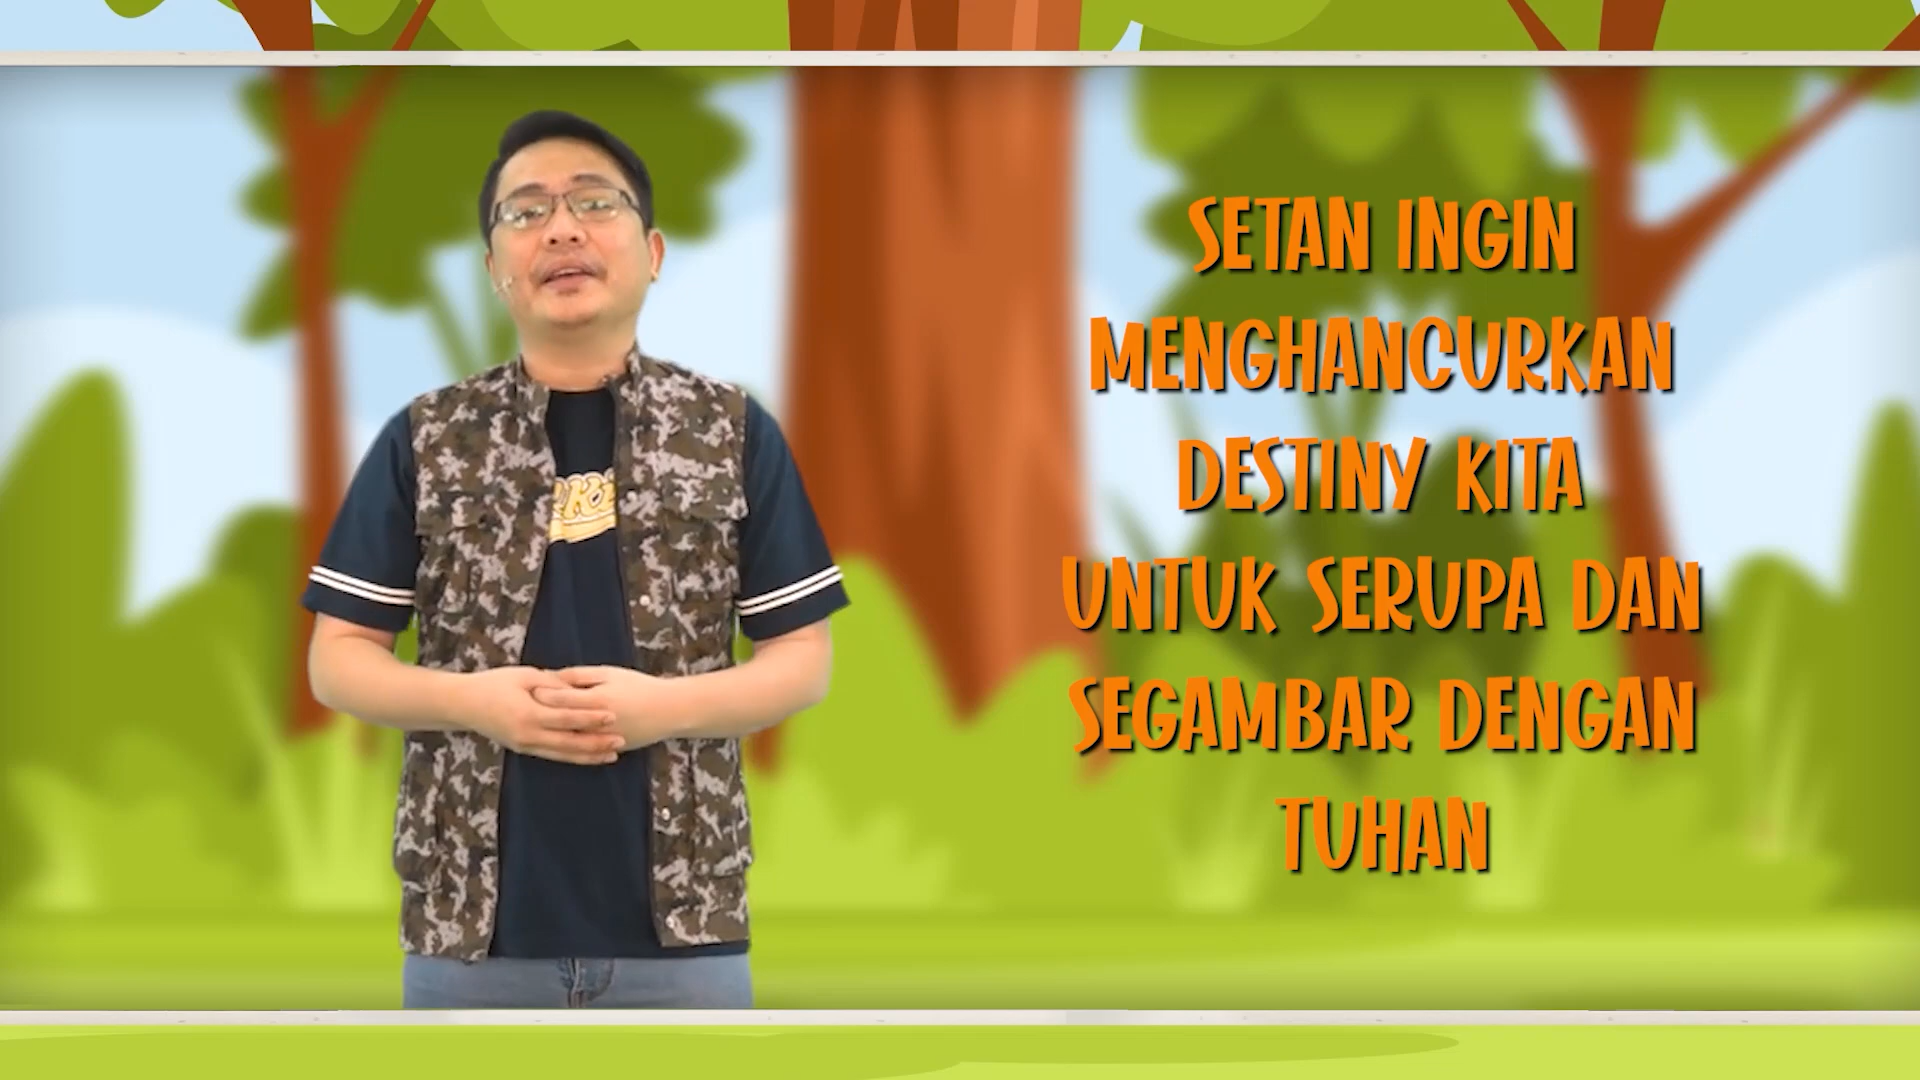 SETAN INGIN
MENGHANCURKAN
DESTINY KITA
UNTUK SERUPA DAN
SEGAMBAR DENGAN
TUHAN